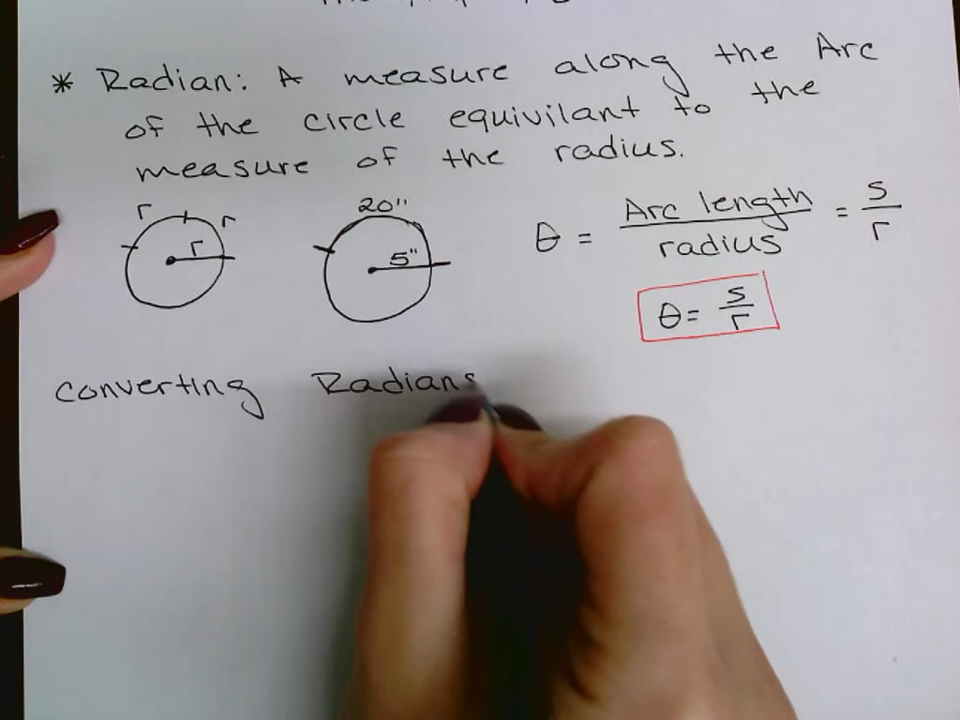 * Radian: A measure along the Arc
of the circle equivilant to the
measure of the radius.
r r r
20"
5"
θ = Arc length / radius = s / r
θ = s / r
converting Radians